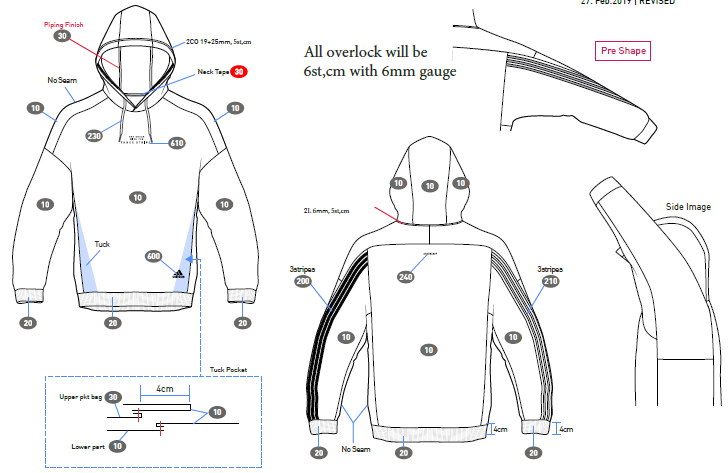 27. Feb.2019 | REVISED
Piping Finish
30
2CO 19+25mm, 5st,cm
All overlock will be
6st,cm with 6mm gauge
Pre Shape
Neck Tape 30
No Seam
10
10
230
610
10
10
10
10
10
10
2I. 6mm, 5st,cm
Side Image
Tuck
600
240
3stripes
200
3stripes
210
20
20
20
10
10
10
Tuck Pocket
4cm
Upper pkt bag 30
10
Lower part 10
No Seam
4cm
4cm
20
20
20